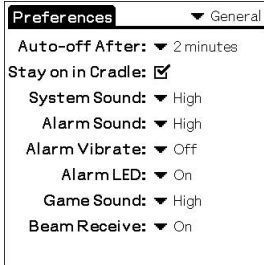 Preferences General
Auto-off After: 2 minutes
Stay on in Cradle:
System Sound: High
Alarm Sound: High
Alarm Vibrate: Off
Alarm LED: On
Game Sound: High
Beam Receive: On